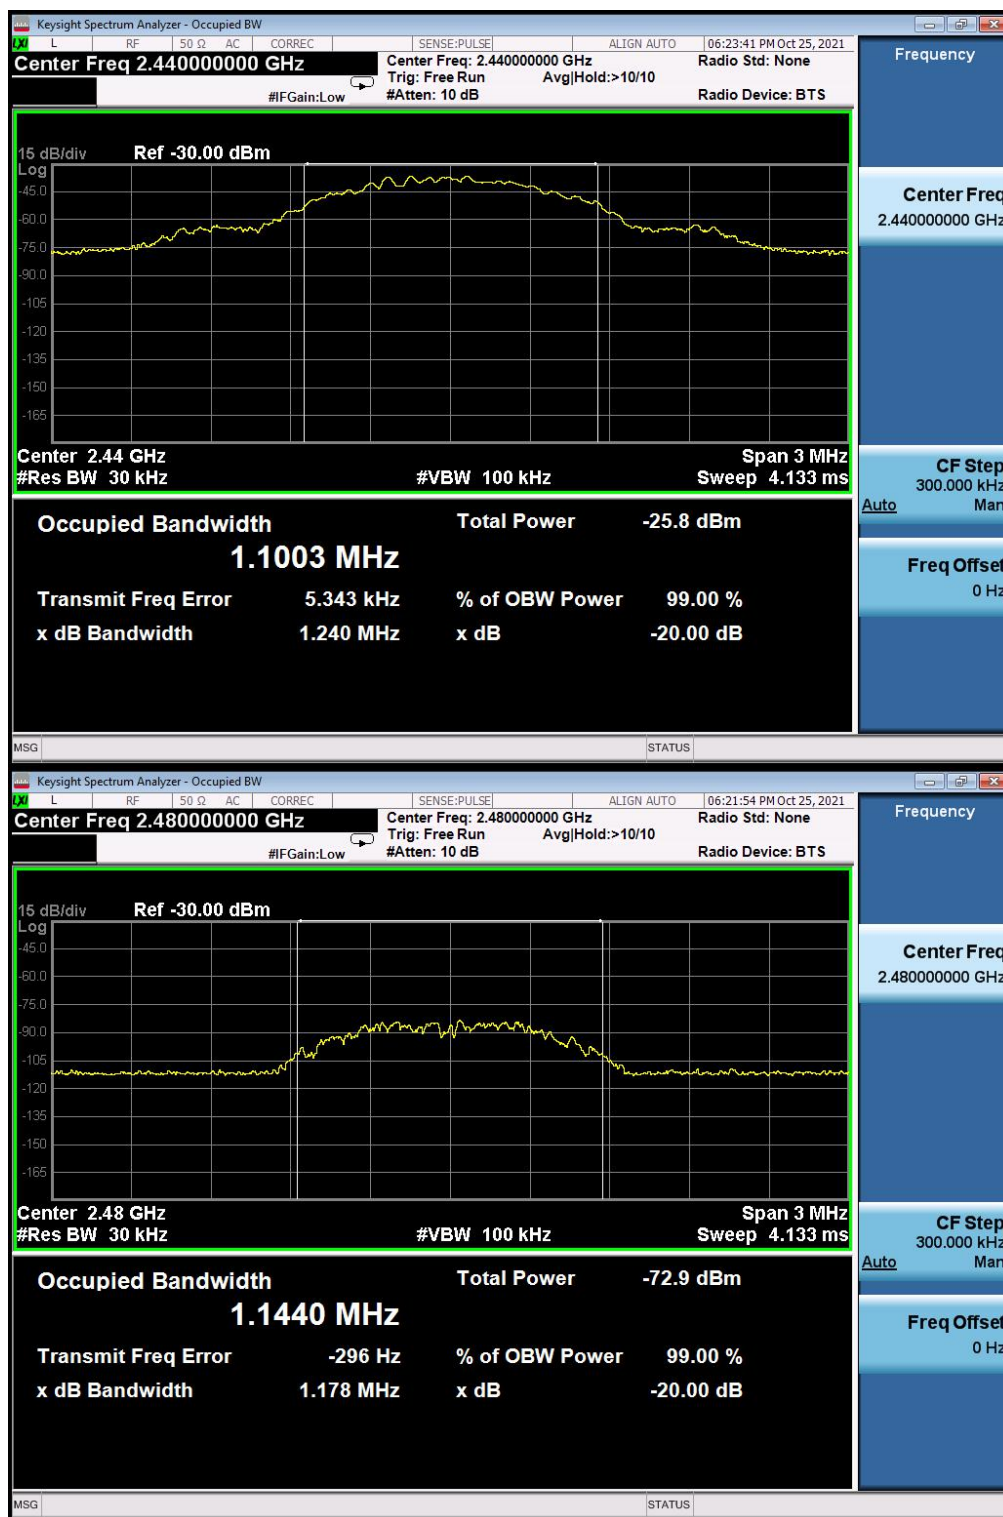 Keysight Spectrum Analyzer - Occupied BW
LXI L RF 50 Ω AC CORREC SENSE:PULSE ALIGN AUTO 06:23:41 PM Oct 25, 2021
Center Freq 2.440000000 GHz
Center Freq: 2.440000000 GHz Radio Std: None
Trig: Free Run Avg|Hold:>10/10
#IFGain:Low #Atten: 10 dB Radio Device: BTS
Frequency
15 dB/div Ref -30.00 dBm
Log
-45.0
-60.0
-75.0
-90.0
-105
-120
-135
-150
-165
Center Freq
2.440000000 GHz
Center 2.44 GHz Span 3 MHz
#Res BW 30 kHz #VBW 100 kHz Sweep 4.133 ms
CF Step
300.000 kHz
Auto Man
Occupied Bandwidth Total Power -25.8 dBm
1.1003 MHz
Transmit Freq Error 5.343 kHz % of OBW Power 99.00 %
x dB Bandwidth 1.240 MHz x dB -20.00 dB
Freq Offset
0 Hz
MSG STATUS
Keysight Spectrum Analyzer - Occupied BW
LXI L RF 50 Ω AC CORREC SENSE:PULSE ALIGN AUTO 06:21:54 PM Oct 25, 2021
Center Freq 2.480000000 GHz
Center Freq: 2.480000000 GHz Radio Std: None
Trig: Free Run Avg|Hold:>10/10
#IFGain:Low #Atten: 10 dB Radio Device: BTS
Frequency
15 dB/div Ref -30.00 dBm
Log
-45.0
-60.0
-75.0
-90.0
-105
-120
-135
-150
-165
Center Freq
2.480000000 GHz
Center 2.48 GHz Span 3 MHz
#Res BW 30 kHz #VBW 100 kHz Sweep 4.133 ms
CF Step
300.000 kHz
Auto Man
Occupied Bandwidth Total Power -72.9 dBm
1.1440 MHz
Transmit Freq Error -296 Hz % of OBW Power 99.00 %
x dB Bandwidth 1.178 MHz x dB -20.00 dB
Freq Offset
0 Hz
MSG STATUS